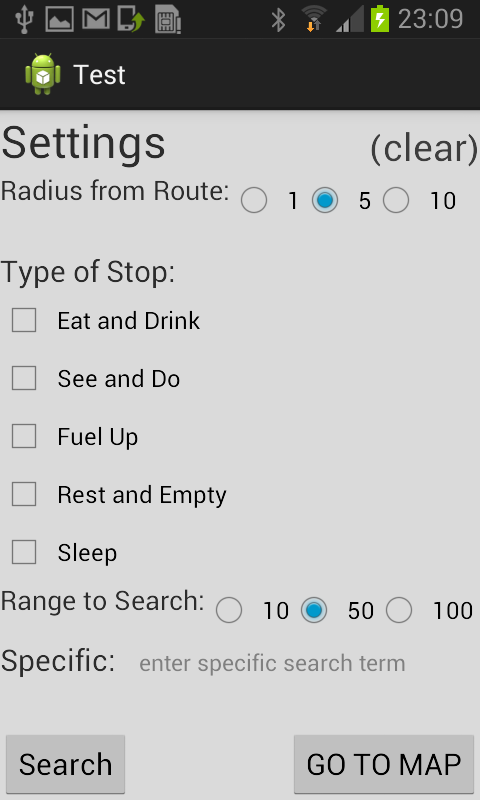 23:09
Test
Settings (clear)
Radius from Route: 1 5 10
Type of Stop:
Eat and Drink
See and Do
Fuel Up
Rest and Empty
Sleep
Range to Search: 10 50 100
Specific: enter specific search term
Search GO TO MAP